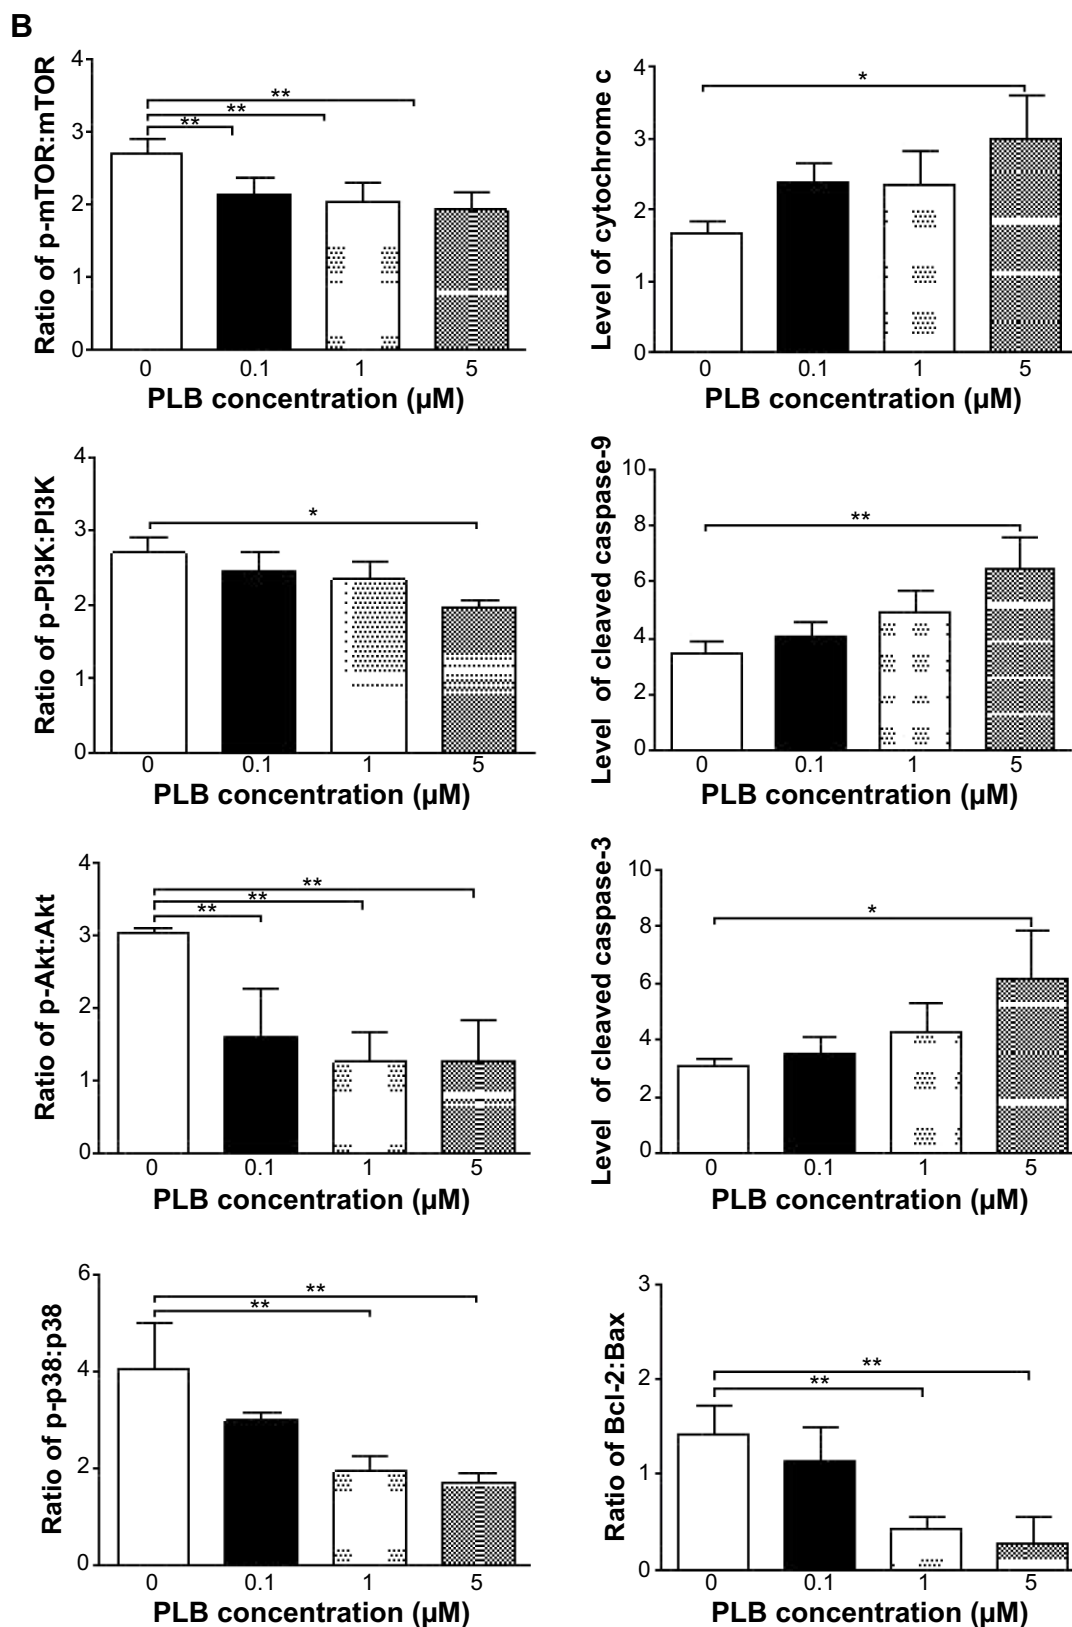 B
Ratio of p-mTOR:mTOR
4
3
2
1
0
**
**
**
0 0.1 1 5
PLB concentration (µM)
Level of cytochrome c
4
3
2
1
0
*
0 0.1 1 5
PLB concentration (µM)
Ratio of p-PI3K:PI3K
4
3
2
1
0
*
0 0.1 1 5
PLB concentration (µM)
Level of cleaved caspase-9
10
8
6
4
2
0
**
0 0.1 1 5
PLB concentration (µM)
Ratio of p-Akt:Akt
4
3
2
1
0
**
**
**
0 0.1 1 5
PLB concentration (µM)
Level of cleaved caspase-3
10
8
6
4
2
0
*
0 0.1 1 5
PLB concentration (µM)
Ratio of p-p38:p38
6
4
2
0
**
**
0 0.1 1 5
PLB concentration (µM)
Ratio of Bcl-2:Bax
3
2
1
0
**
**
0 0.1 1 5
PLB concentration (µM)